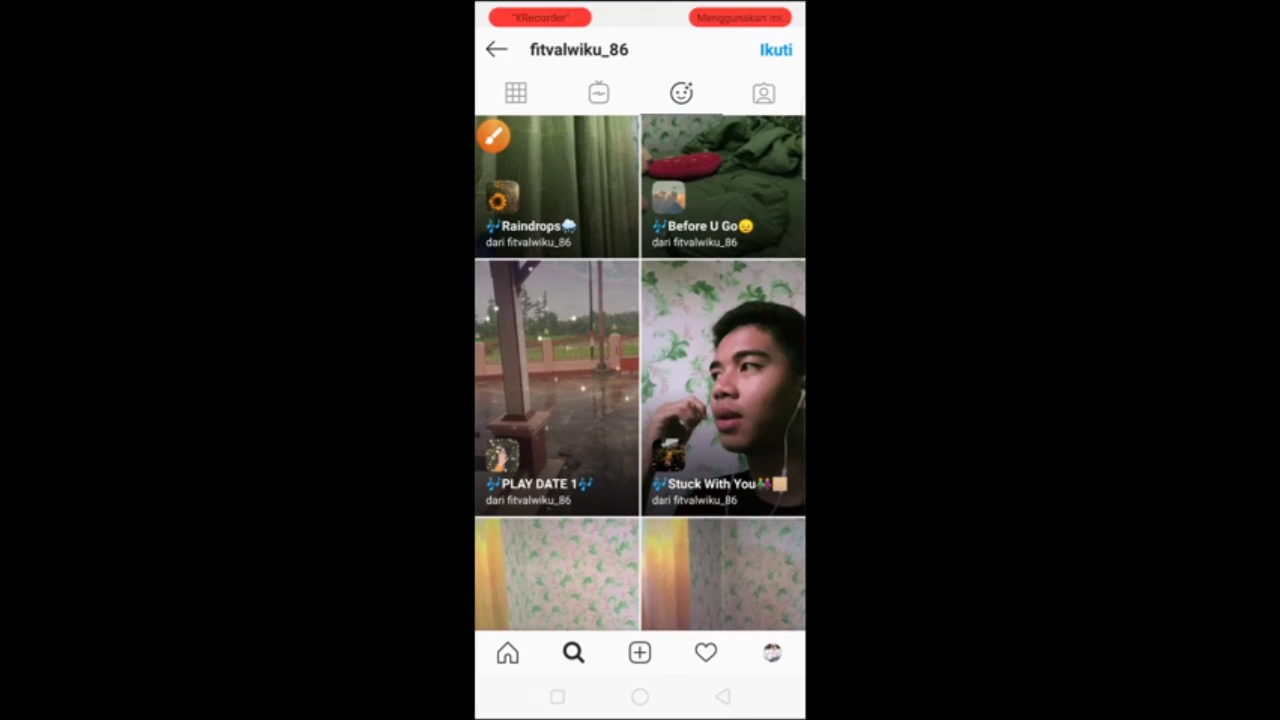 "XRecorder"
Menggunakan mi..
fitvalwiku_86
Ikuti
🎶Raindrops🌧️
dari fitvalwiku_86
🎶Before U Go😞
dari fitvalwiku_86
🎶PLAY DATE 1🎶
dari fitvalwiku_86
🎶Stuck With You👫🏼
dari fitvalwiku_86